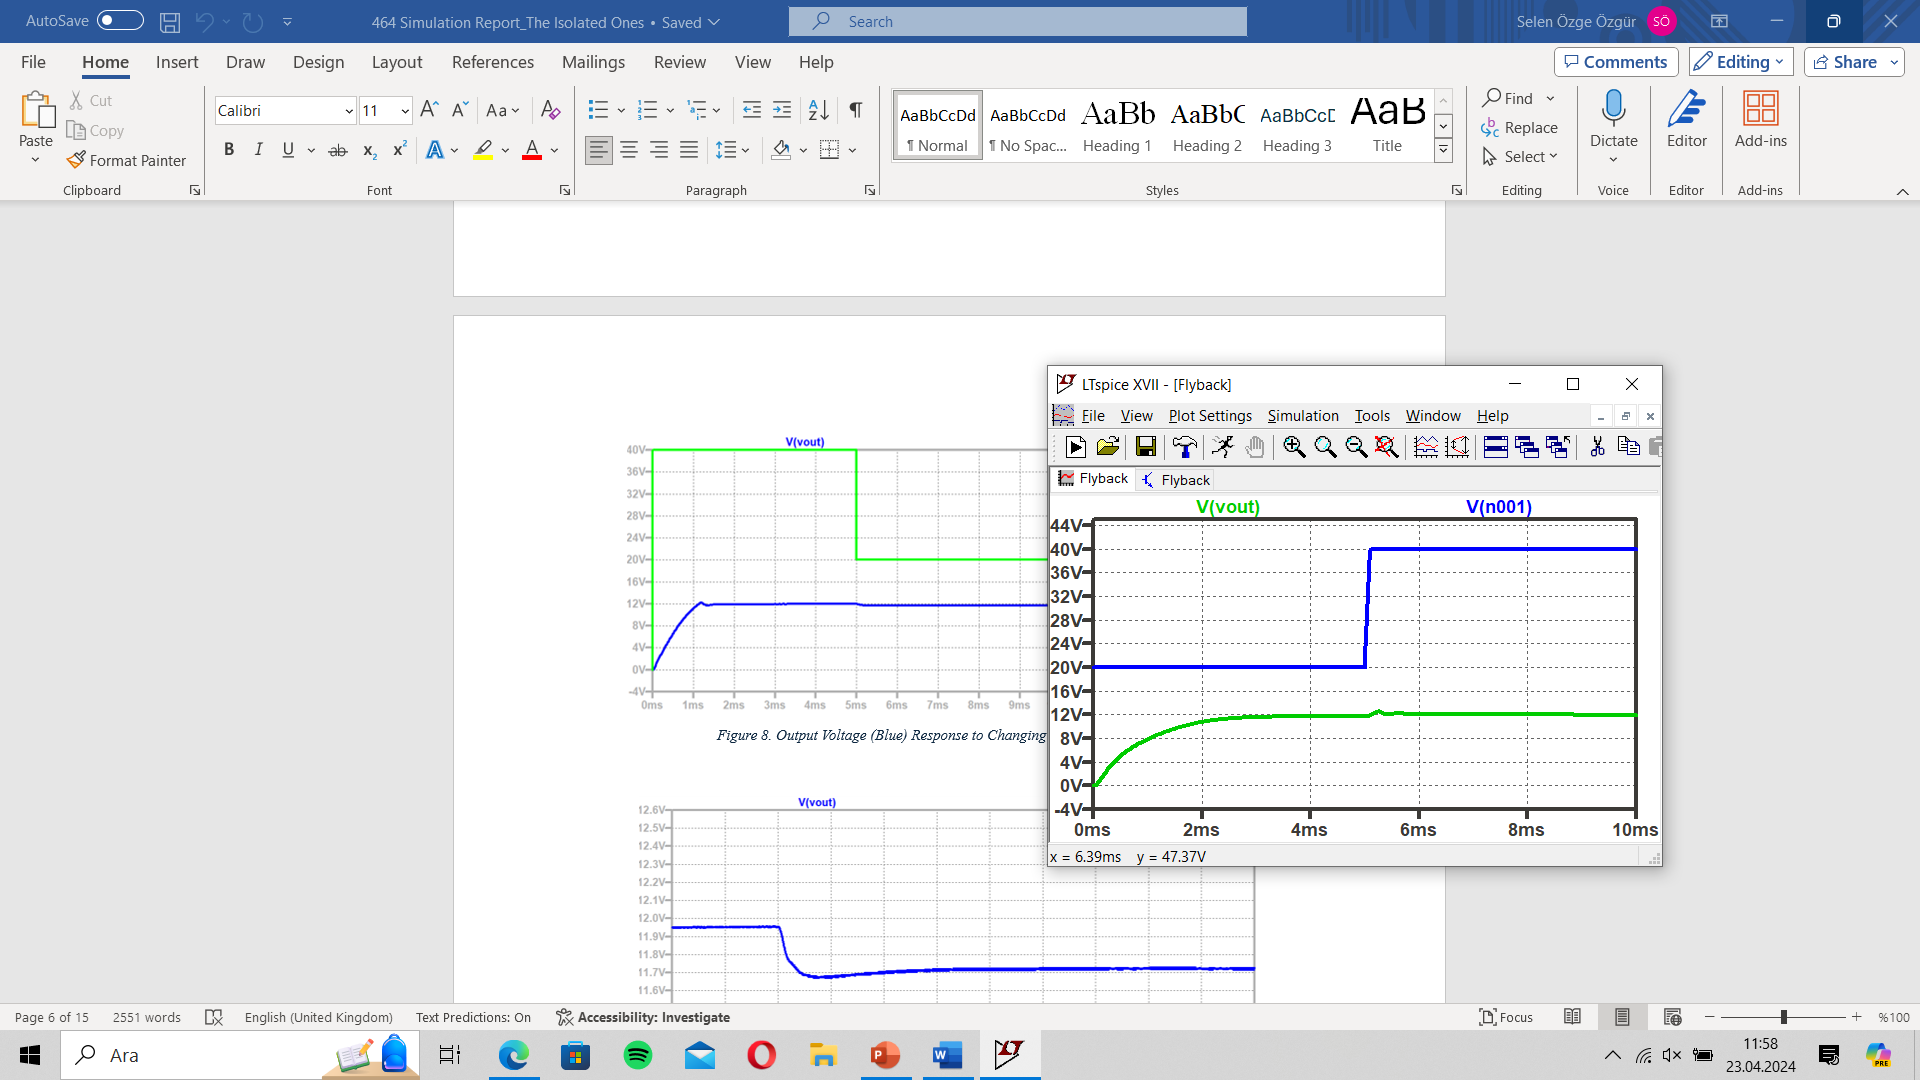 AutoSave
464 Simulation Report_The Isolated Ones • Saved
Search
Selen Özge Özgür
SÖ
File Home Insert Draw Design Layout References Mailings Review View Help
Comments Editing Share
Paste
Cut
Copy
Format Painter
Clipboard
Calibri 11
Aa
B I U ab x₂ x² A A
Font
Paragraph
AaBbCcDd AaBbCcDd AaBb AaBbC AaBbCcD AaB
¶ Normal ¶ No Spac... Heading 1 Heading 2 Heading 3 Title
Styles
Find
Replace
Select
Editing
Dictate
Voice
Editor
Editor
Add-ins
Add-ins
V(vout)
40V
36V
32V
28V
24V
20V
16V
12V
8V
4V
0V
-4V
0ms 1ms 2ms 3ms 4ms 5ms 6ms 7ms 8ms 9ms
Figure 8. Output Voltage (Blue) Response to Changing
V(vout)
12.6V
12.5V
12.4V
12.3V
12.2V
12.1V
12.0V
11.9V
11.8V
11.7V
11.6V
LTspice XVII - [Flyback]
File View Plot Settings Simulation Tools Window Help
Flyback Flyback
V(vout) V(n001)
44V
40V
36V
32V
28V
24V
20V
16V
12V
8V
4V
0V
-4V
0ms 2ms 4ms 6ms 8ms 10ms
x = 6.39ms y = 47.37V
Page 6 of 15 2551 words English (United Kingdom) Text Predictions: On Accessibility: Investigate
Focus
%100
Ara
11:58
23.04.2024
PRE